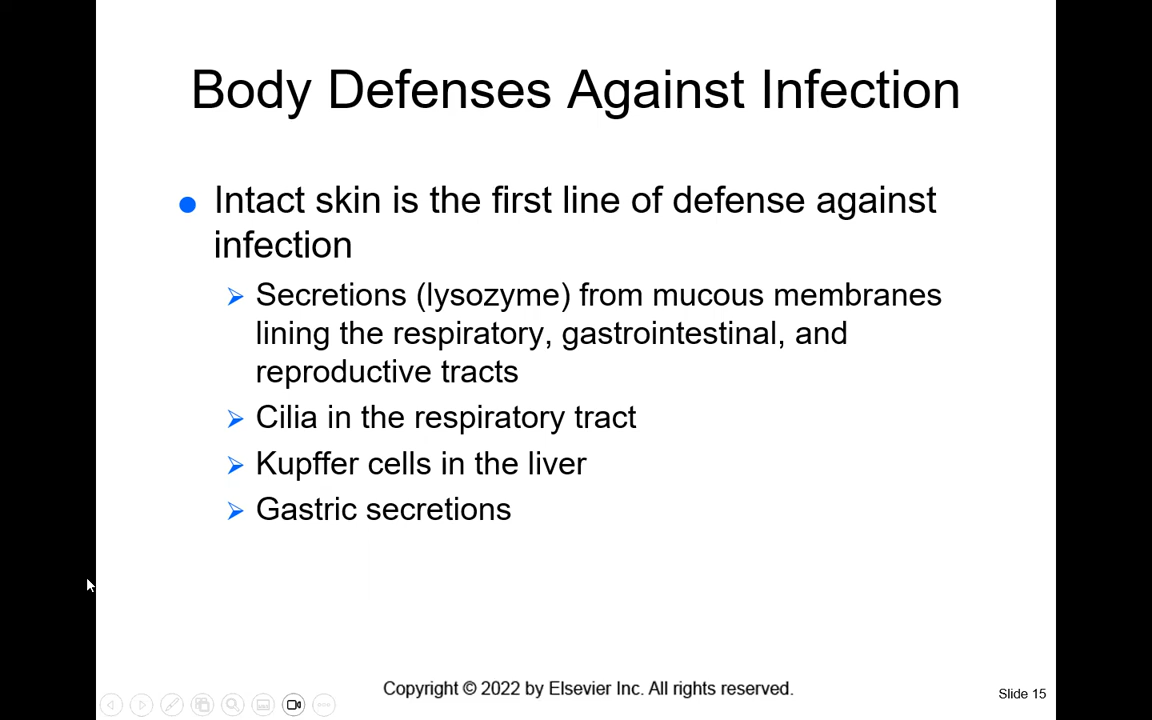 Body Defenses Against Infection
Intact skin is the first line of defense against
infection
Secretions (lysozyme) from mucous membranes
lining the respiratory, gastrointestinal, and
reproductive tracts
Cilia in the respiratory tract
Kupffer cells in the liver
Gastric secretions
Copyright © 2022 by Elsevier Inc. All rights reserved.
Slide 15